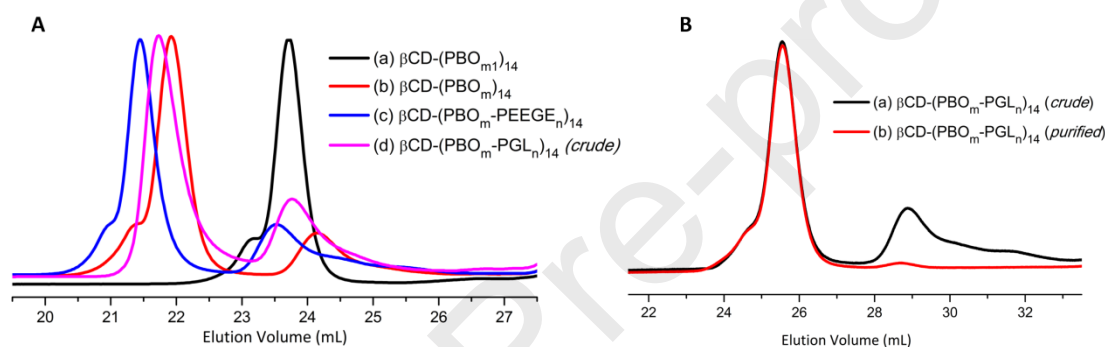 A
(a) βCD-(PBOm1)14
(b) βCD-(PBOm)14
(c) βCD-(PBOm-PEEGEn)14
(d) βCD-(PBOm-PGLn)14 (crude)
20 21 22 23 24 25 26 27
Elution Volume (mL)
B
(a) βCD-(PBOm-PGLn)14 (crude)
(b) βCD-(PBOm-PGLn)14 (purified)
22 24 26 28 30 32
Elution Volume (mL)
Pre-pro